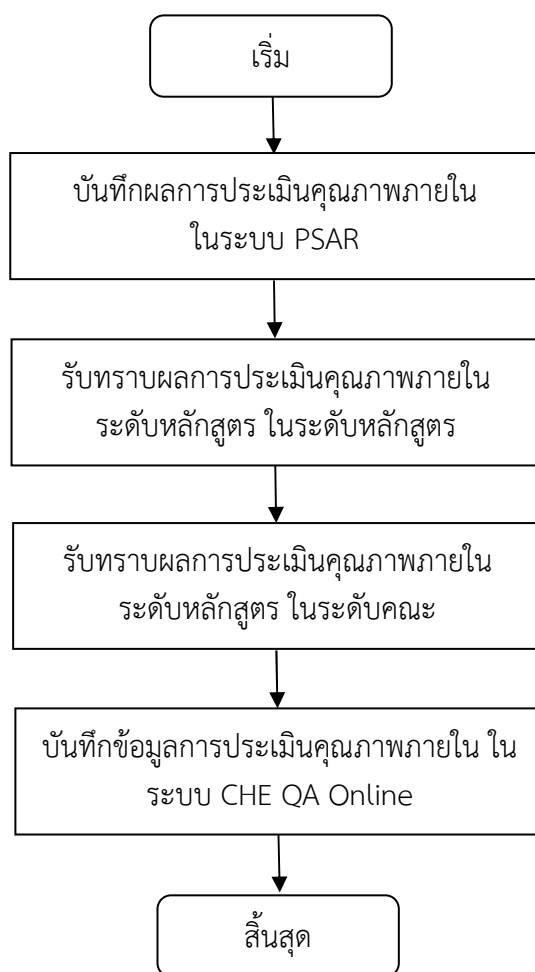 เริ่ม
บันทึกผลการประเมินคุณภาพภายใน
ในระบบ PSAR
รับทราบผลการประเมินคุณภาพภายใน
ระดับหลักสูตร ในระดับหลักสูตร
รับทราบผลการประเมินคุณภาพภายใน
ระดับหลักสูตร ในระดับคณะ
บันทึกข้อมูลการประเมินคุณภาพภายใน ใน
ระบบ CHE QA Online
สิ้นสุด